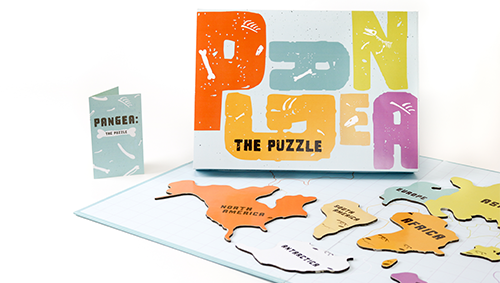 PANGEA
THE PUZZLE
PANGEA:
THE PUZZLE
NORTH
AMERICA
SOUTH
AMERICA
EUROPE
AFRICA
ANTARCTICA